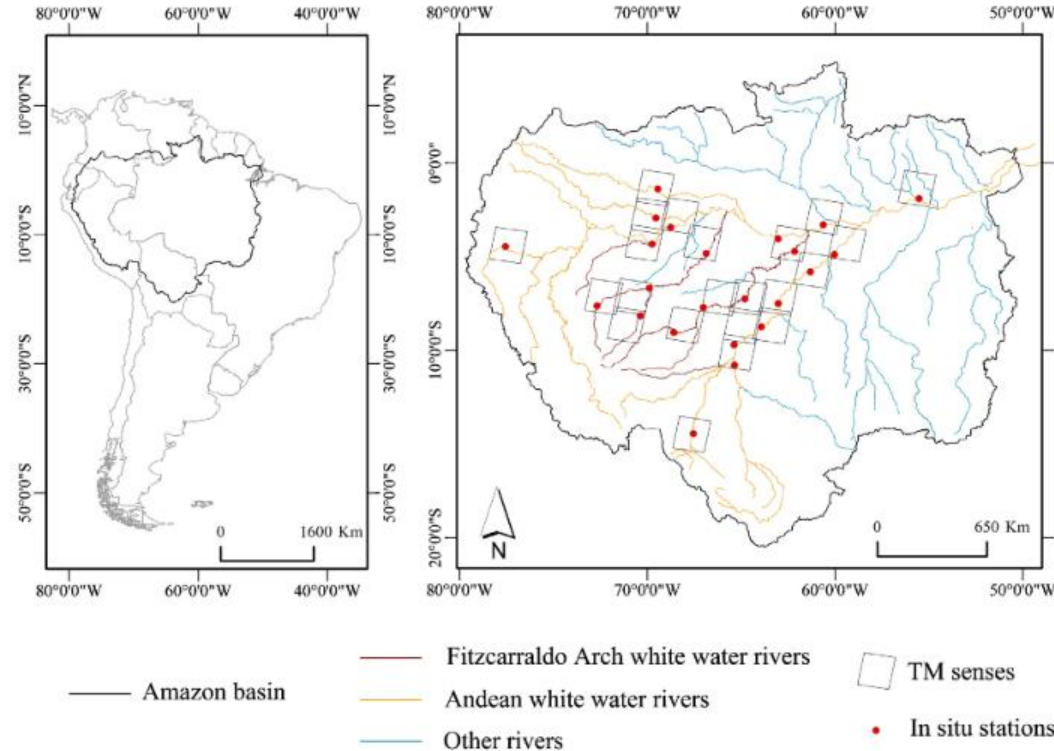 80°0'0"W 60°0'0"W 40°0'0"W
80°0'0"W 70°0'0"W 60°0'0"W 50°0'0"W
10°0'0"N
10°0'0"N
0°0'0"
10°0'0"S
10°0'0"S
30°0'0"S
30°0'0"S
10°0'0"S
50°0'0"S
50°0'0"S
20°0'0"S
0 1600 Km
N
0 650 Km
80°0'0"W 60°0'0"W 40°0'0"W
80°0'0"W 70°0'0"W 60°0'0"W 50°0'0"W
Amazon basin
Fitzcarraldo Arch white water rivers
Andean white water rivers
Other rivers
TM senses
In situ stations